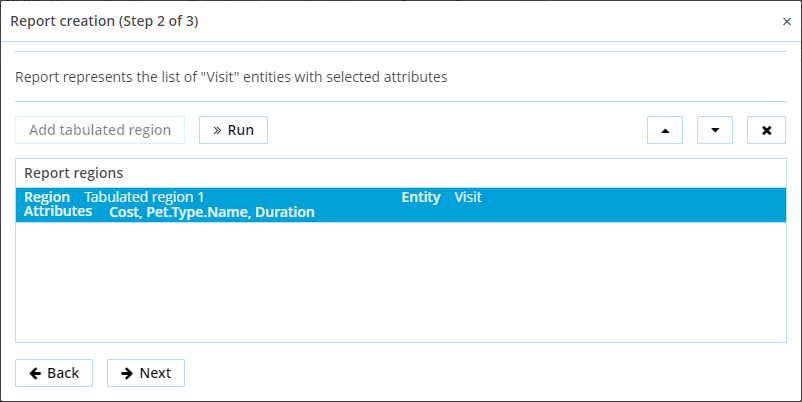 Report creation (Step 2 of 3)
Report represents the list of "Visit" entities with selected attributes
Add tabulated region Run
Report regions
Region Tabulated region 1 Entity Visit
Attributes Cost, Pet.Type.Name, Duration
Back Next